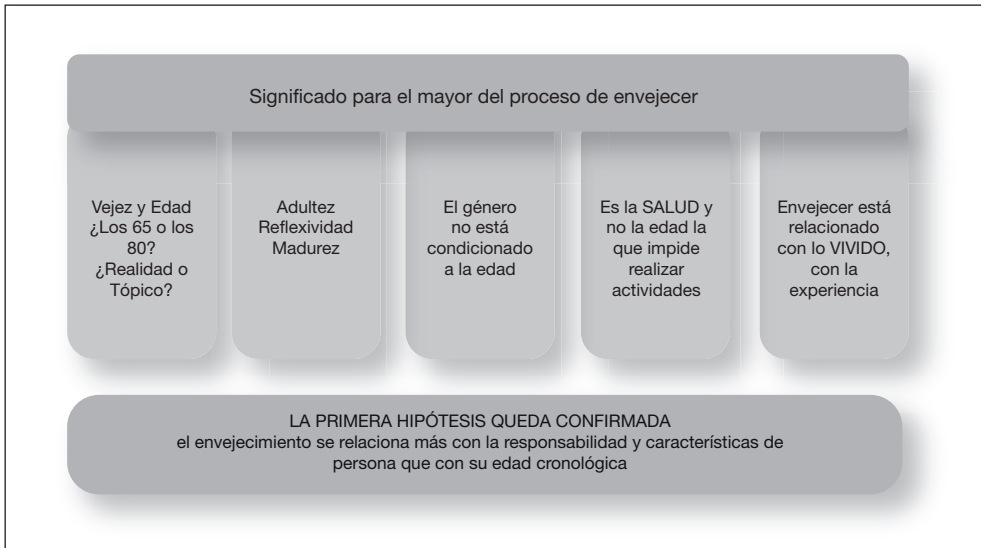 Significado para el mayor del proceso de envejecer
Vejez y Edad
¿Los 65 o los
80?
¿Realidad o
Tópico?
Adultez
Reflexividad
Madurez
El género
no está
condicionado
a la edad
Es la SALUD y
no la edad la
que impide
realizar
actividades
Envejecer está
relacionado
con lo VIVIDO,
con la
experiencia
LA PRIMERA HIPÓTESIS QUEDA CONFIRMADA
el envejecimiento se relaciona más con la responsabilidad y características de
persona que con su edad cronológica